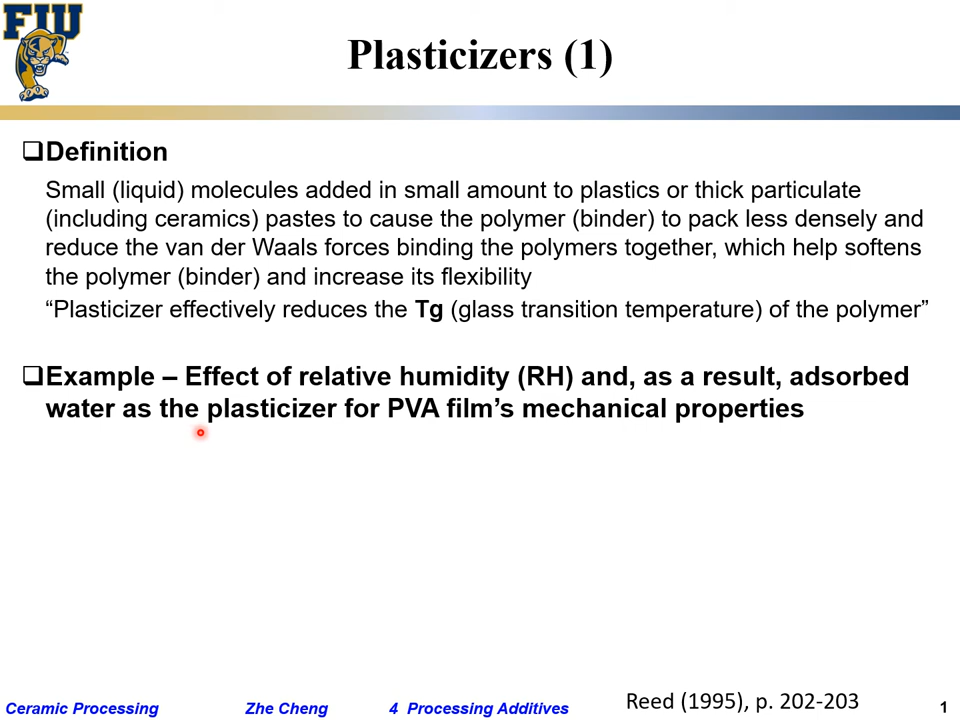 FIU
Plasticizers (1)
❑Definition
Small (liquid) molecules added in small amount to plastics or thick particulate
(including ceramics) pastes to cause the polymer (binder) to pack less densely and
reduce the van der Waals forces binding the polymers together, which help softens
the polymer (binder) and increase its flexibility
“Plasticizer effectively reduces the Tg (glass transition temperature) of the polymer”
❑Example – Effect of relative humidity (RH) and, as a result, adsorbed
water as the plasticizer for PVA film’s mechanical properties
Reed (1995), p. 202-203
Ceramic Processing Zhe Cheng 4 Processing Additives 1